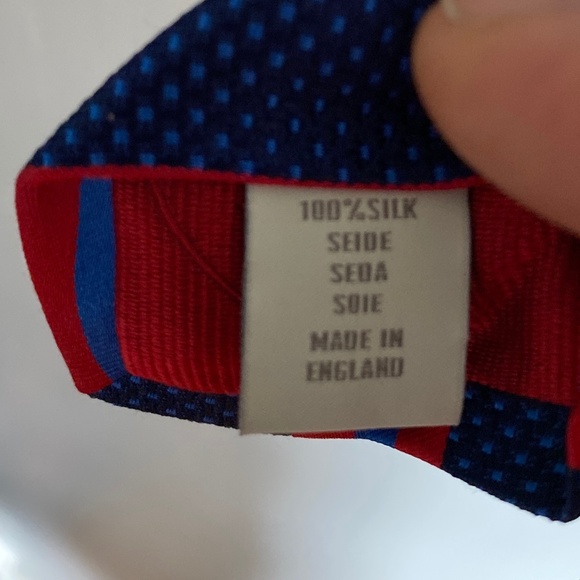 100%SILK
SEIDE
SEDA
SOIE
MADE IN
ENGLAND